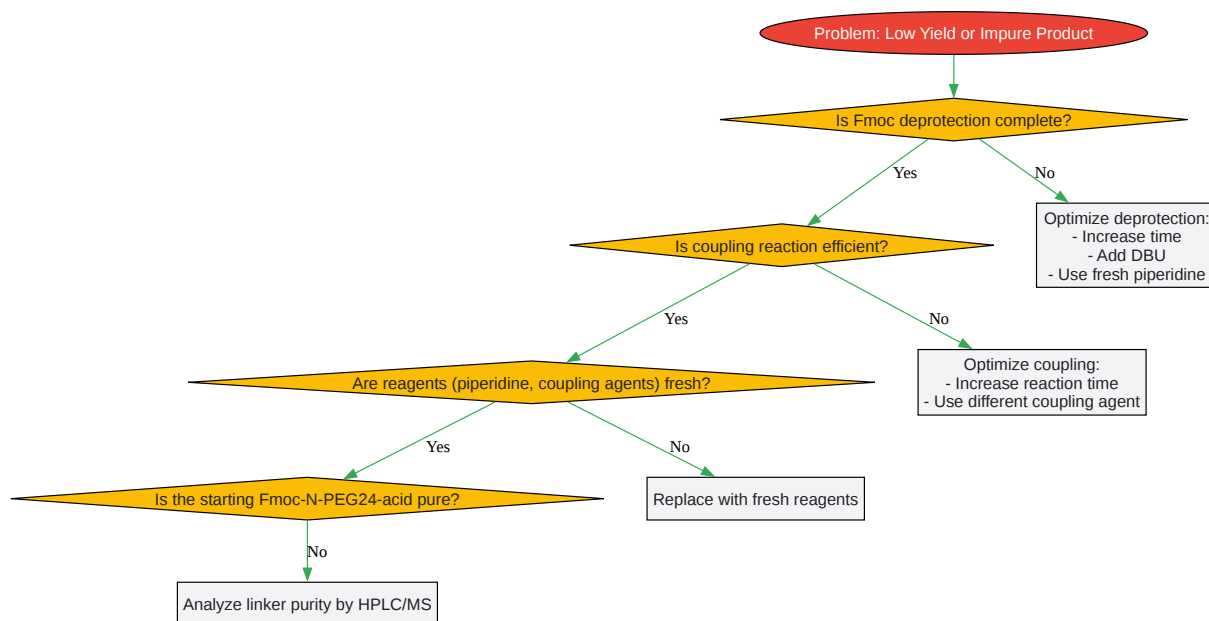 Problem: Low Yield or Impure Product
Is Fmoc deprotection complete?
Yes
No
Optimize deprotection:
- Increase time
- Add DBU
- Use fresh piperidine
Is coupling reaction efficient?
Yes
No
Optimize coupling:
- Increase reaction time
- Use different coupling agent
Are reagents (piperidine, coupling agents) fresh?
Yes
No
Is the starting Fmoc-N-PEG24-acid pure?
Replace with fresh reagents
No
Analyze linker purity by HPLC/MS